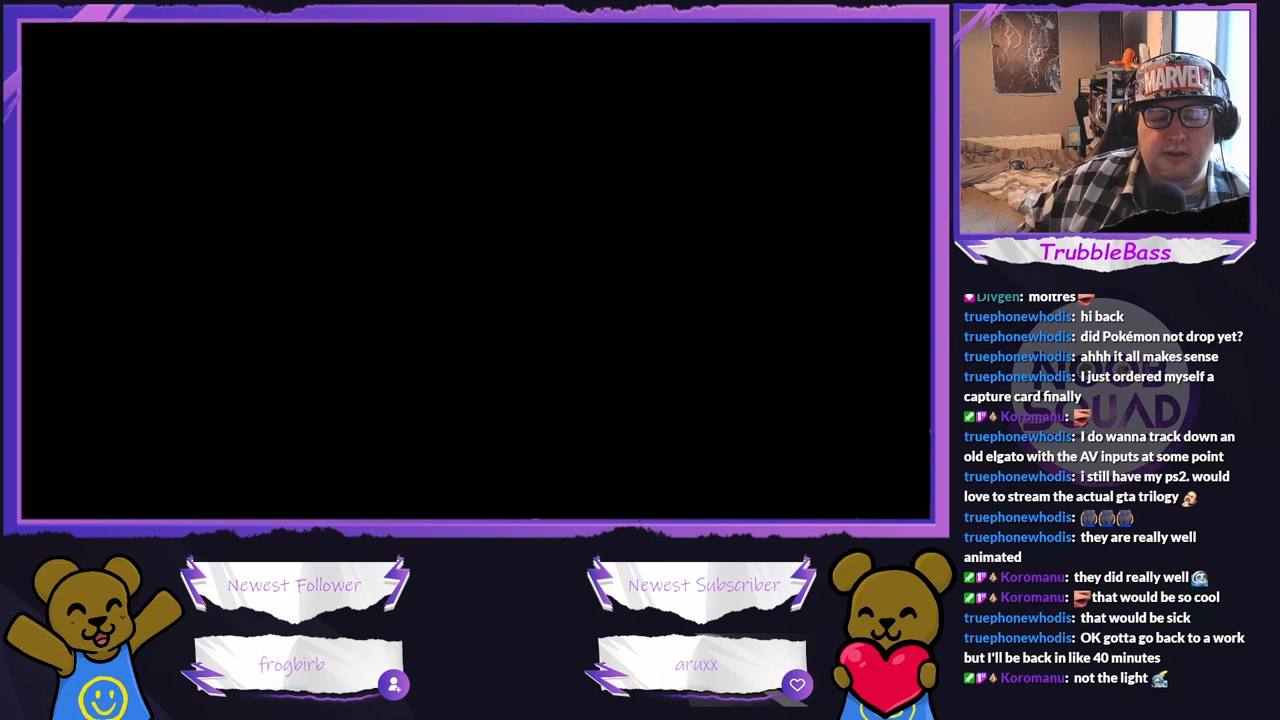 MARVEL
TrubbleBass
Divgen: moltres
truephonewhodis: hi back
truephonewhodis: did Pokémon not drop yet?
truephonewhodis: ahhh it all makes sense
truephonewhodis: I just ordered myself a
capture card finally
Koromanu:
truephonewhodis: I do wanna track down an
old elgato with the AV inputs at some point
truephonewhodis: i still have my ps2. would
love to stream the actual gta trilogy
truephonewhodis:
truephonewhodis: they are really well
animated
Koromanu: they did really well
Koromanu: that would be so cool
truephonewhodis: that would be sick
truephonewhodis: OK gotta go back to a work
but I'll be back in like 40 minutes
Koromanu: not the light
NOOB
SQUAD
Newest Follower
frogbirb
Newest Subscriber
aruxx